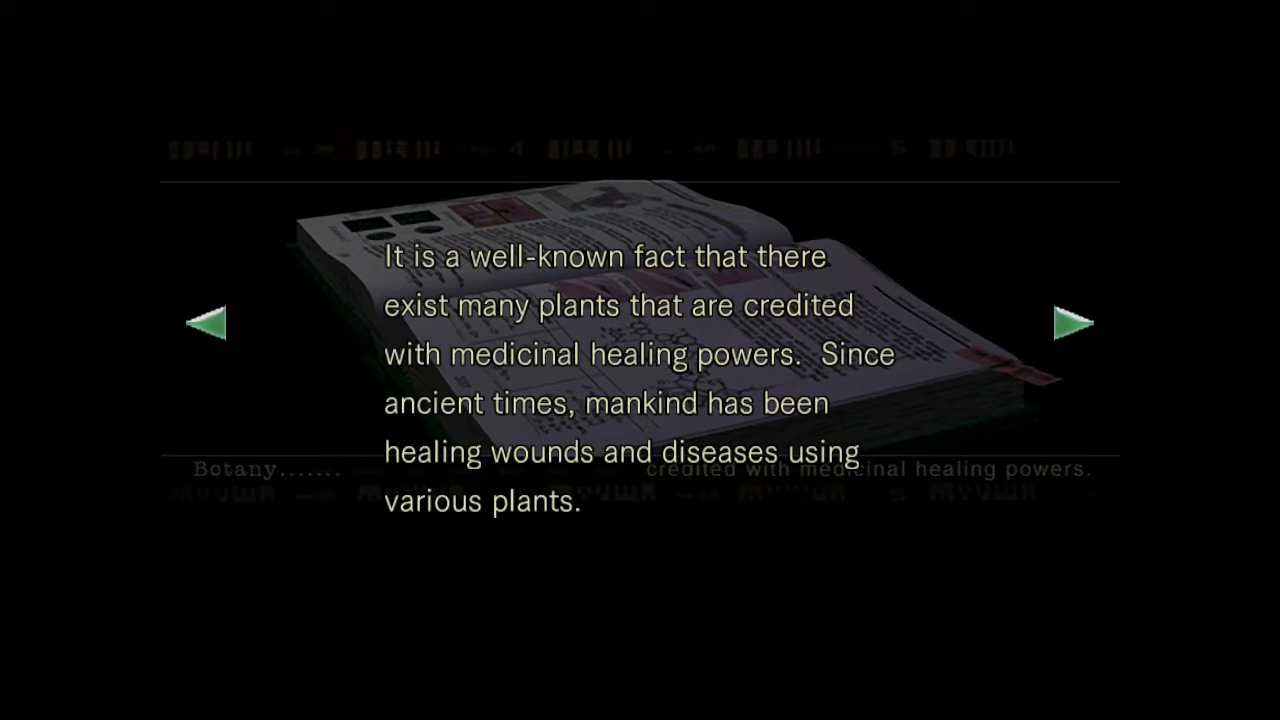 It is a well-known fact that there
exist many plants that are credited
with medicinal healing powers.  Since
ancient times, mankind has been
healing wounds and diseases using
various plants.
Botany.......
credited with medicinal healing powers.